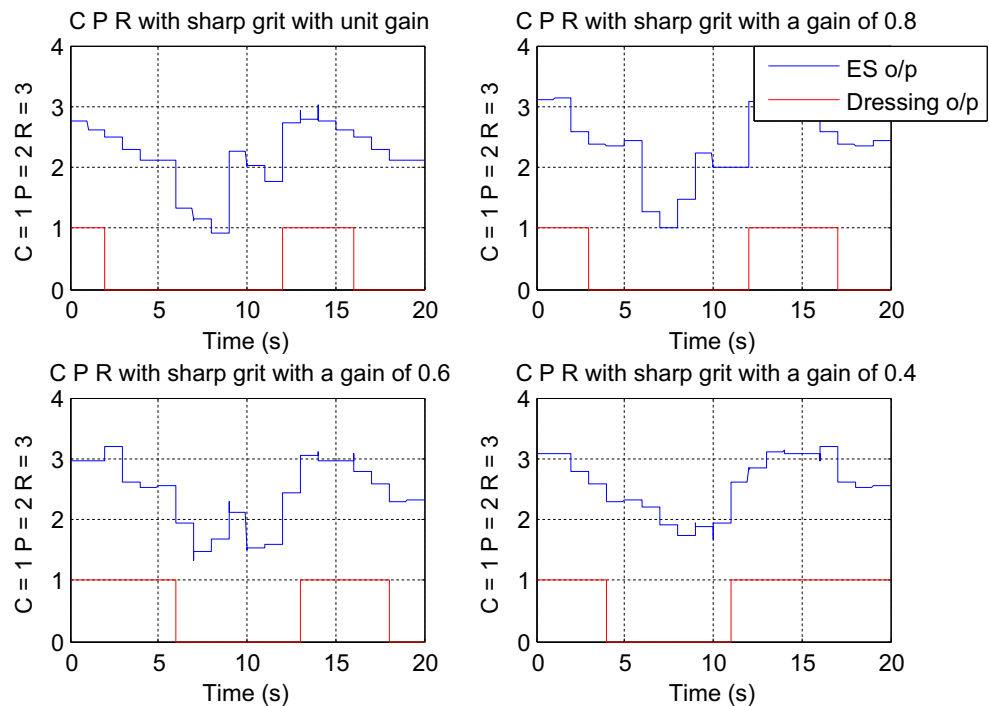 C P R with sharp grit with unit gain
C = 1 P = 2 R = 3
4
3
2
1
0
0 5 10 15 20
Time (s)
C P R with sharp grit with a gain of 0.8
ES o/p
Dressing o/p
C = 1 P = 2 R = 3
4
3
2
1
0
0 5 10 15 20
Time (s)
C P R with sharp grit with a gain of 0.6
C = 1 P = 2 R = 3
4
3
2
1
0
0 5 10 15 20
Time (s)
C P R with sharp grit with a gain of 0.4
C = 1 P = 2 R = 3
4
3
2
1
0
0 5 10 15 20
Time (s)